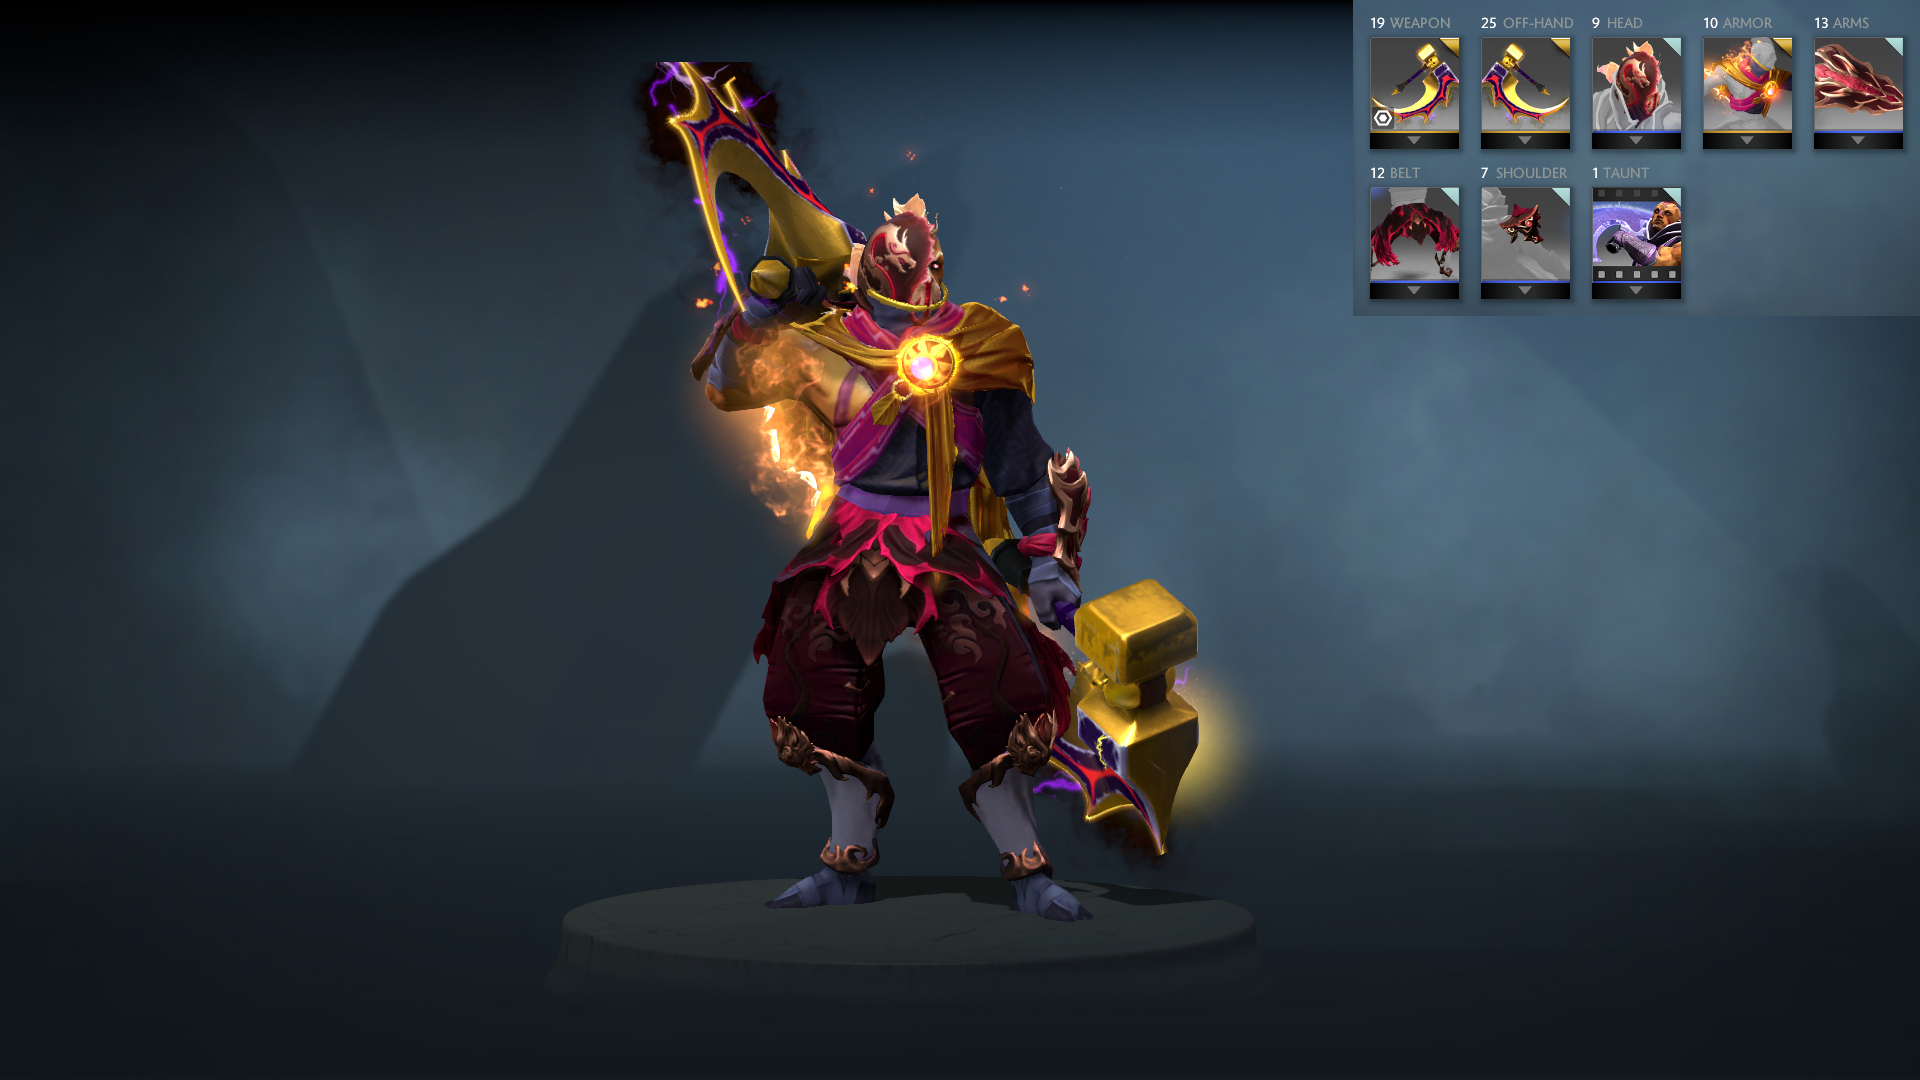 19 WEAPON 25 OFF-HAND 9 HEAD 10 ARMOR 13 ARMS
12 BELT 7 SHOULDER 1 TAUNT